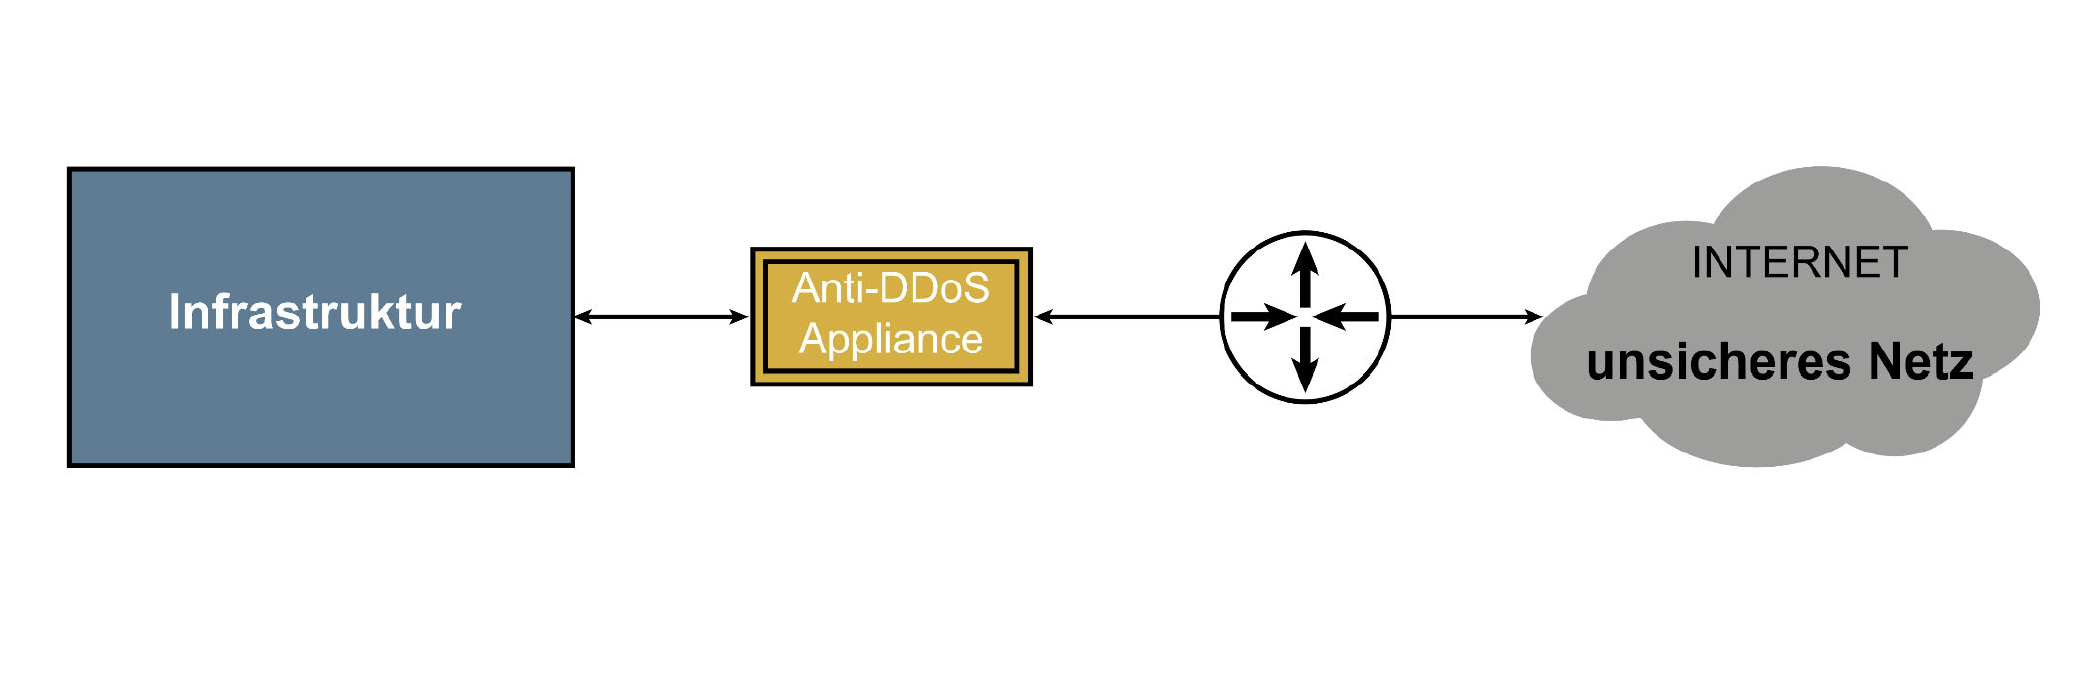 Infrastruktur
Anti-DDoS
Appliance
INTERNET
unsicheres Netz